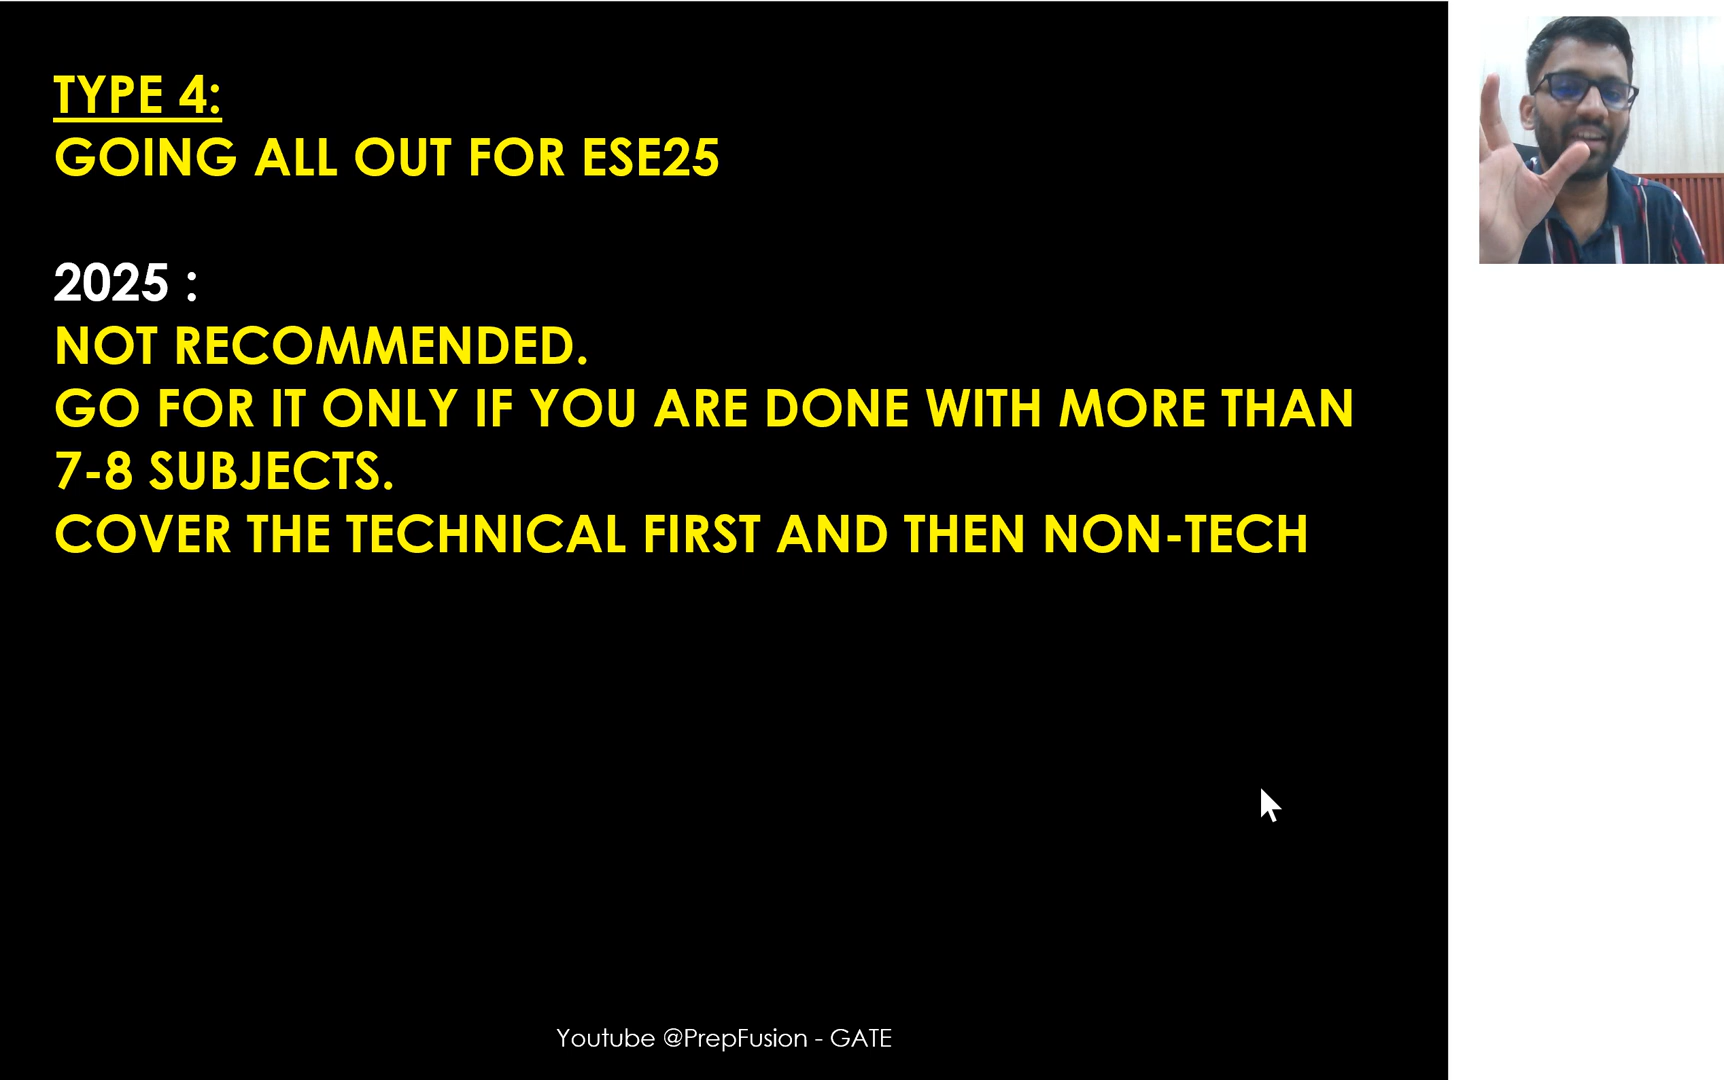 TYPE 4:
GOING ALL OUT FOR ESE25
2025 :
NOT RECOMMENDED.
GO FOR IT ONLY IF YOU ARE DONE WITH MORE THAN
7-8 SUBJECTS.
COVER THE TECHNICAL FIRST AND THEN NON-TECH
Youtube @PrepFusion - GATE